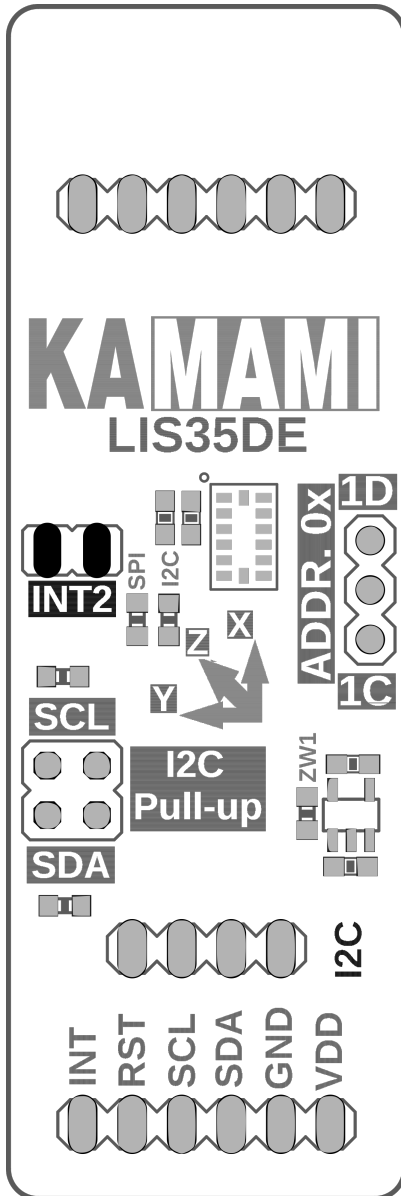 KAMAMI
LIS35DE
1D
ADDR. 0x
1C
SPI
I2C
INT2
X
Z
Y
SCL
I2C
Pull-up
SDA
ZW1
I2C
INT
RST
SCL
SDA
GND
VDD